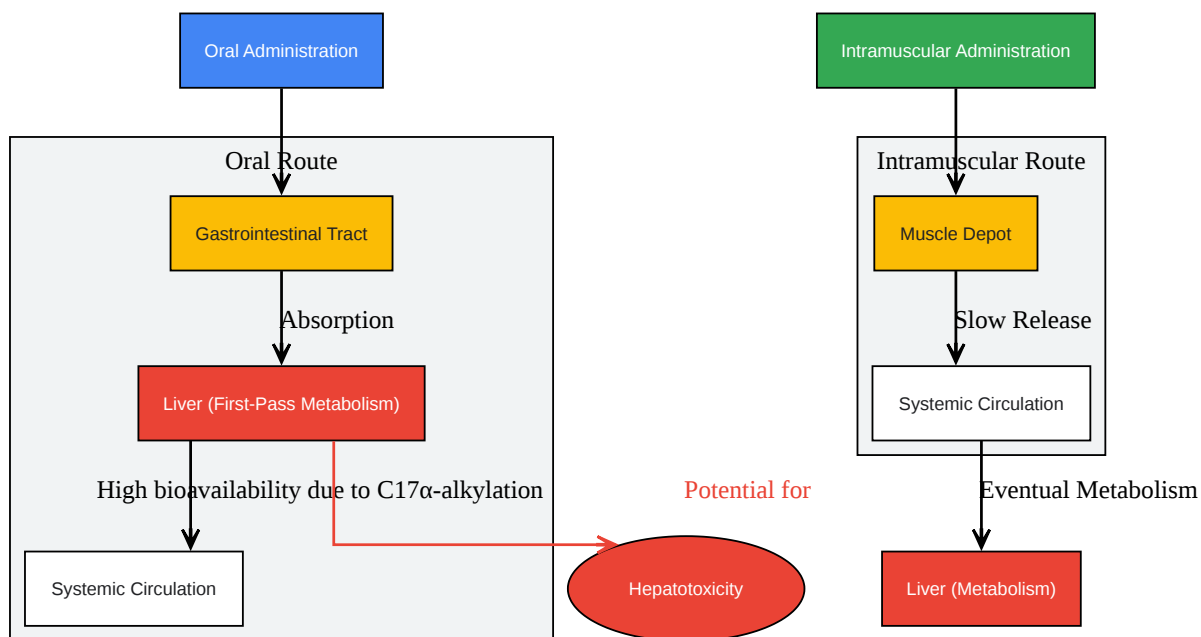 Oral Administration
Intramuscular Administration
Oral Route
Intramuscular Route
Gastrointestinal Tract
Muscle Depot
Absorption
Slow Release
Liver (First-Pass Metabolism)
Systemic Circulation
High bioavailability due to C17α-alkylation
Potential for
Eventual Metabolism
Systemic Circulation
Hepatotoxicity
Liver (Metabolism)